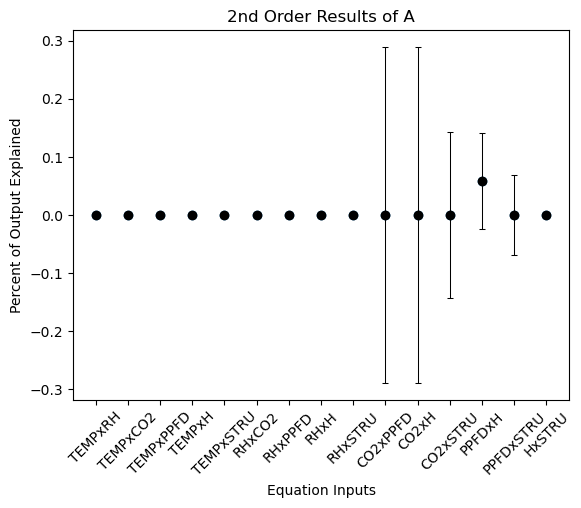 2nd Order Results of A
Percent of Output Explained
0.3
0.2
0.1
0.0
−0.1
−0.2
−0.3
TEMPxRH
TEMPxCO2
TEMPxPPFD
TEMPxH
TEMPxSTRU
RHxCO2
RHxPPFD
RHxH
RHxSTRU
CO2xPPFD
CO2xH
CO2xSTRU
PPFDxH
PPFDxSTRU
HxSTRU
Equation Inputs